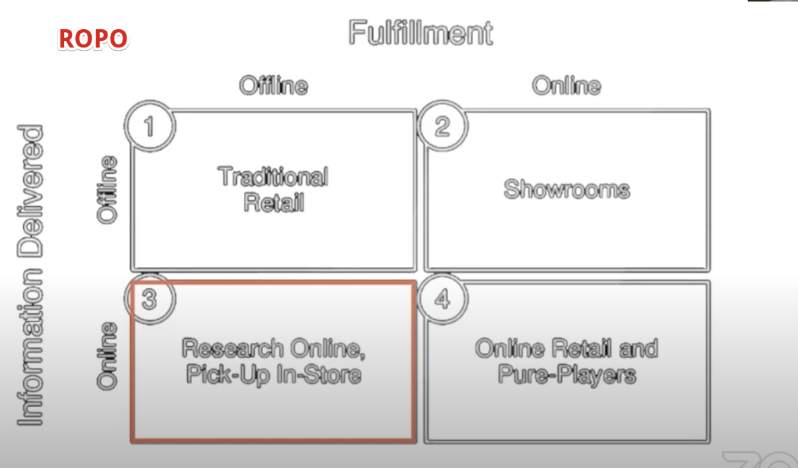 ROPO
Fulfillment
Offline
Online
Information Delivered
Offline
1
Traditional
Retail
2
Showrooms
Online
3
Research Online,
Pick-Up In-Store
4
Online Retail and
Pure-Players